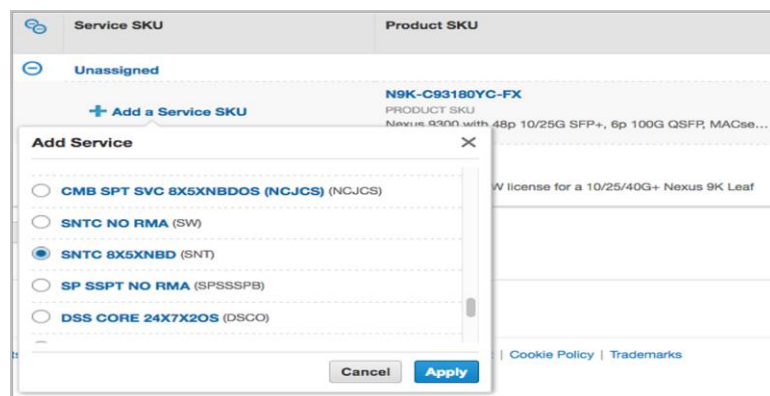 Service SKU Product SKU
Unassigned
Add a Service SKU N9K-C93180YC-FX
PRODUCT SKU
Nexus 9300 with 48p 10/25G SFP+, 6p 100G QSFP, MACse...
Add Service
CMB SPT SVC 8X5XNBDOS (NCJCS) (NCJCS)
W license for a 10/25/40G+ Nexus 9K Leaf
SNTC NO RMA (SW)
SNTC 8X5XNBD (SNT)
SP SSPT NO RMA (SPSSSPB)
DSS CORE 24X7X2OS (DSCO)
| Cookie Policy | Trademarks
Cancel Apply